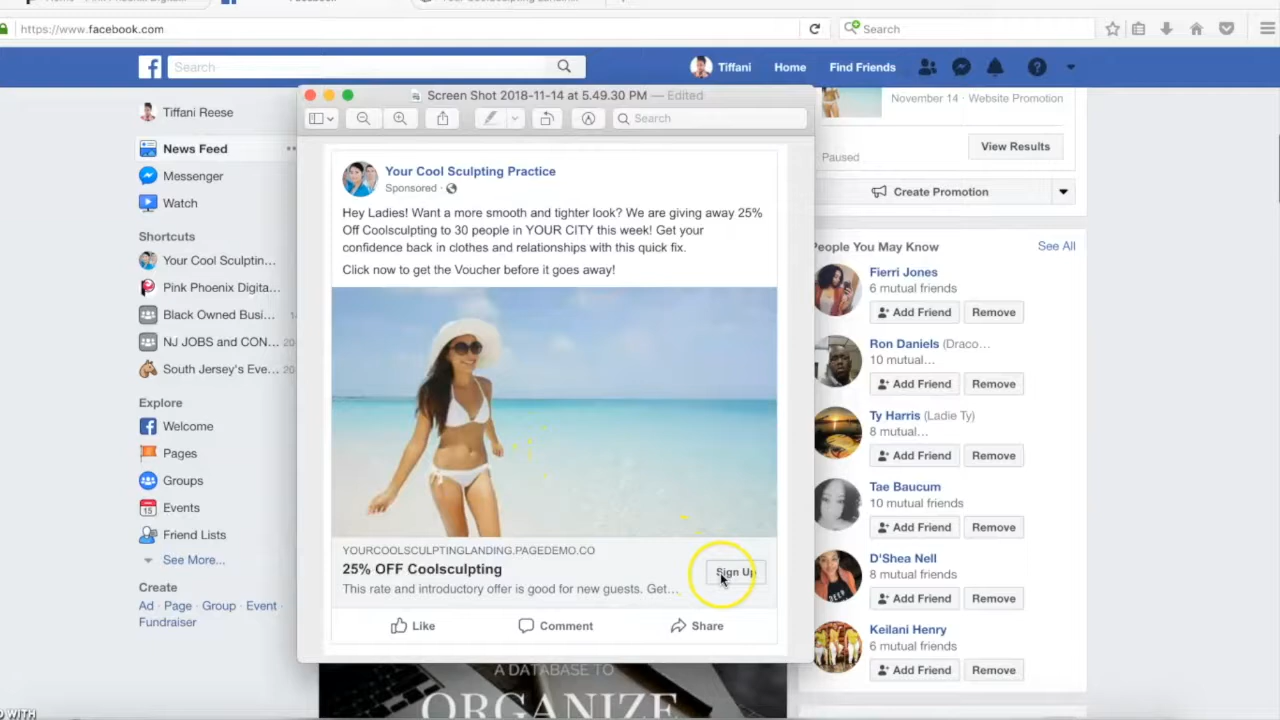 https://www.facebook.com
Search
Search
Tiffani
Home
Find Friends
Screen Shot 2018-11-14 at 5.49.30 PM — Edited
Search
Tiffani Reese
News Feed
Messenger
Watch
Shortcuts
Your Cool Sculptin...
Pink Phoenix Digita...
Black Owned Busi...
NJ JOBS and CON...
20
South Jersey's Eve...
20
Explore
Welcome
Pages
Groups
15
Events
Friend Lists
See More...
Create
Ad · Page · Group · Event ·
Fundraiser
Your Cool Sculpting Practice
Sponsored ·
Hey Ladies! Want a more smooth and tighter look? We are giving away 25%
Off Coolsculpting to 30 people in YOUR CITY this week! Get your
confidence back in clothes and relationships with this quick fix.
Click now to get the Voucher before it goes away!
YOURCOOLSCULPTINGLANDING.PAGEDEMO.CO
25% OFF Coolsculpting
This rate and introductory offer is good for new guests. Get...
Sign Up
Like
Comment
Share
A DATABASE TO
ORGANIZE
November 14 · Website Promotion
Paused
View Results
Create Promotion
People You May Know
See All
Fierri Jones
6 mutual friends
Add Friend
Remove
Ron Daniels (Draco...
10 mutual...
Add Friend
Remove
Ty Harris (Ladie Ty)
8 mutual...
Add Friend
Remove
Tae Baucum
10 mutual friends
Add Friend
Remove
D'Shea Nell
8 mutual friends
Add Friend
Remove
Keilani Henry
6 mutual friends
Add Friend
Remove
WITH